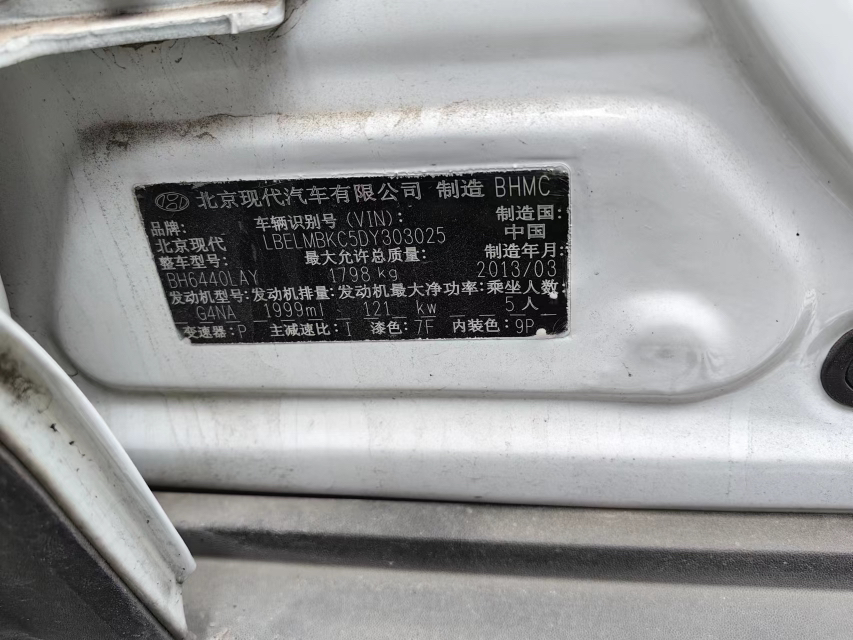 北京现代汽车有限公司 制造 BHMC
品牌: 车辆识别号 (VIN): 制造国:
北京现代 LBELMBKC5DY303025 中国
整车型号: 最大允许总质量: 制造年月:
BH6440LAY 1798 kg 2013/03
发动机型号: 发动机排量: 发动机最大净功率: 乘坐人数:
G4NA 1999ml 121 kw 5 人
变速器: P 主减速比: I 漆色: 7F 内装色: 9P